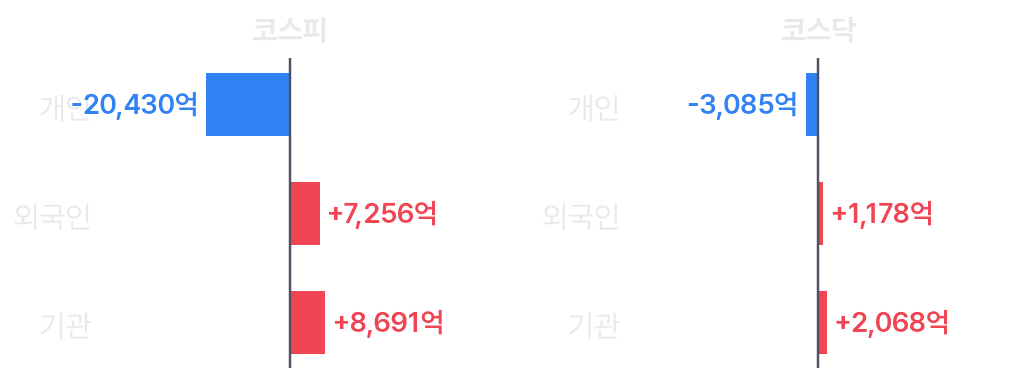 코스피
개인 -20,430억
외국인 +7,256억
기관 +8,691억
코스닥
개인 -3,085억
외국인 +1,178억
기관 +2,068억